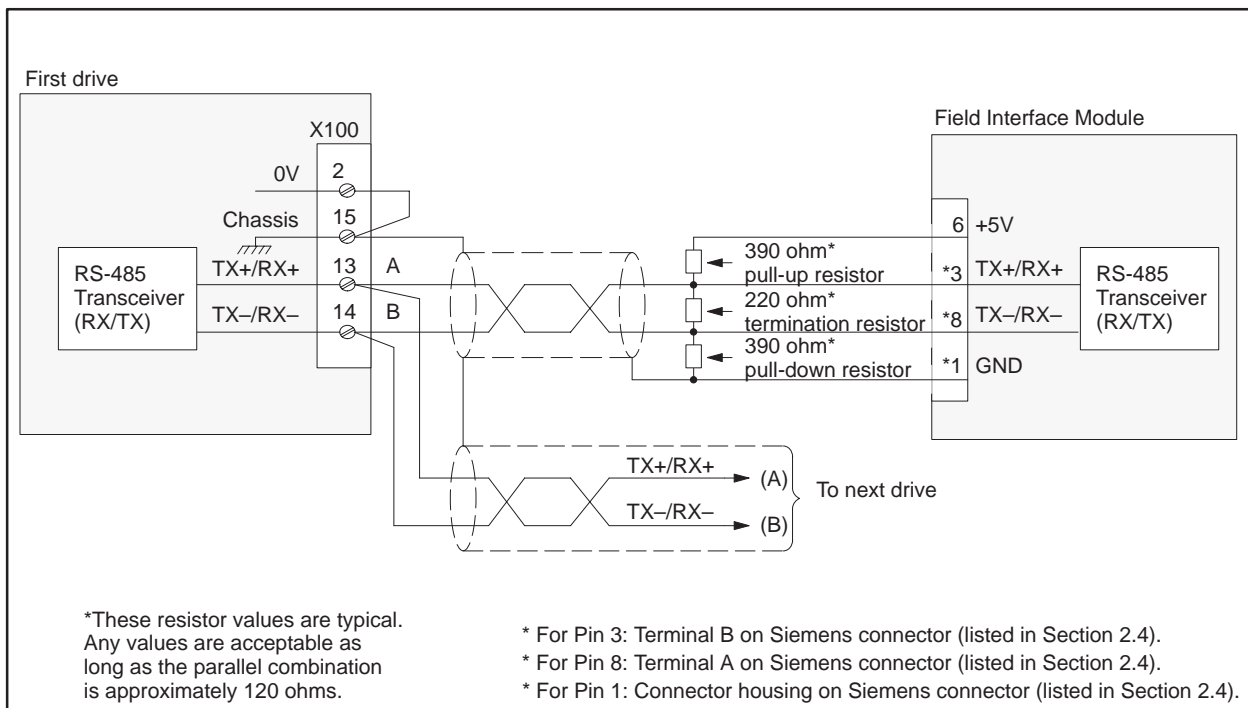 First drive
X100
0V
2
Chassis
15
RS-485
Transceiver
(RX/TX)
TX+/RX+
13
A
TX–/RX–
14
B
Field Interface Module
6
+5V
390 ohm*
pull-up resistor
*3
TX+/RX+
220 ohm*
termination resistor
*8
TX–/RX–
390 ohm*
pull-down resistor
*1
GND
RS-485
Transceiver
(RX/TX)
TX+/RX+
(A)
TX–/RX–
(B)
To next drive
*These resistor values are typical.
Any values are acceptable as
long as the parallel combination
is approximately 120 ohms.
* For Pin 3: Terminal B on Siemens connector (listed in Section 2.4).
* For Pin 8: Terminal A on Siemens connector (listed in Section 2.4).
* For Pin 1: Connector housing on Siemens connector (listed in Section 2.4).